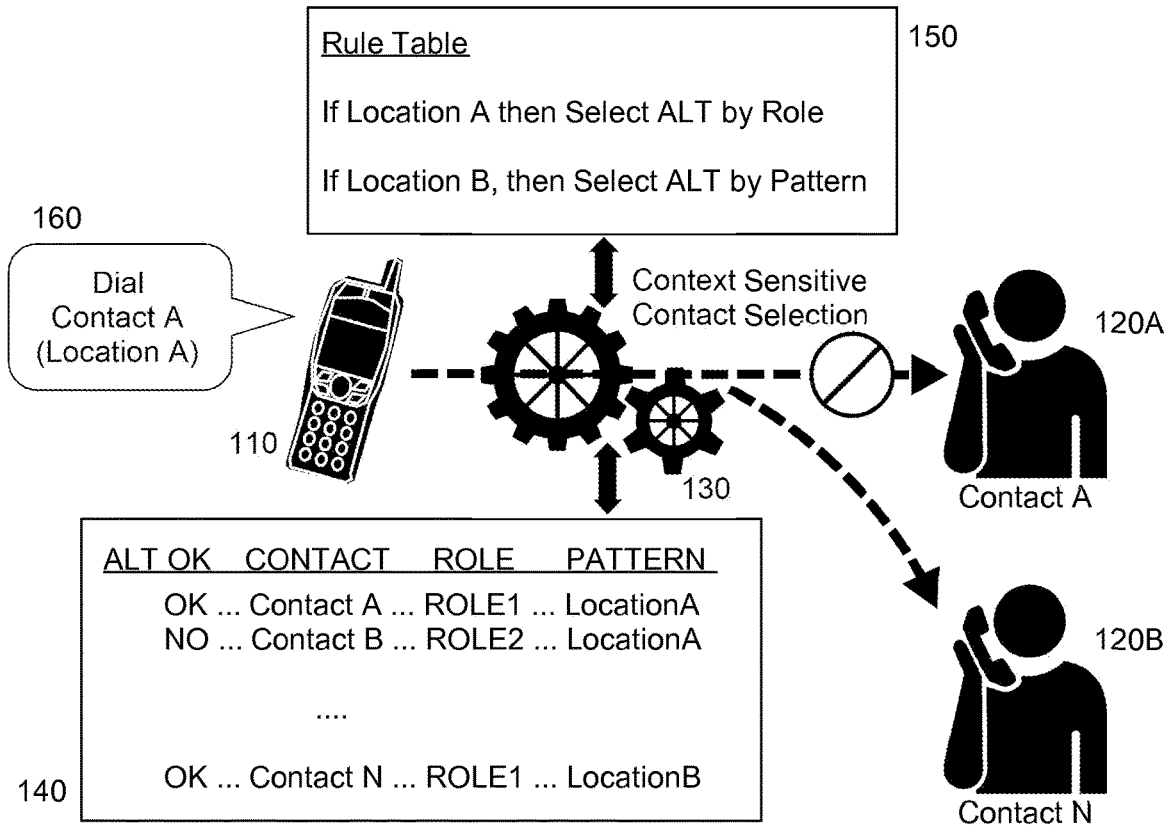 Rule Table
150
If Location A then Select ALT by Role
If Location B, then Select ALT by Pattern
160
Dial
Contact A
(Location A)
Context Sensitive
Contact Selection
120A
110
130
Contact A
ALT OK CONTACT ROLE PATTERN
OK ... Contact A ... ROLE1 ... LocationA
NO ... Contact B ... ROLE2 ... LocationA
....
OK ... Contact N ... ROLE1 ... LocationB
140
120B
Contact N